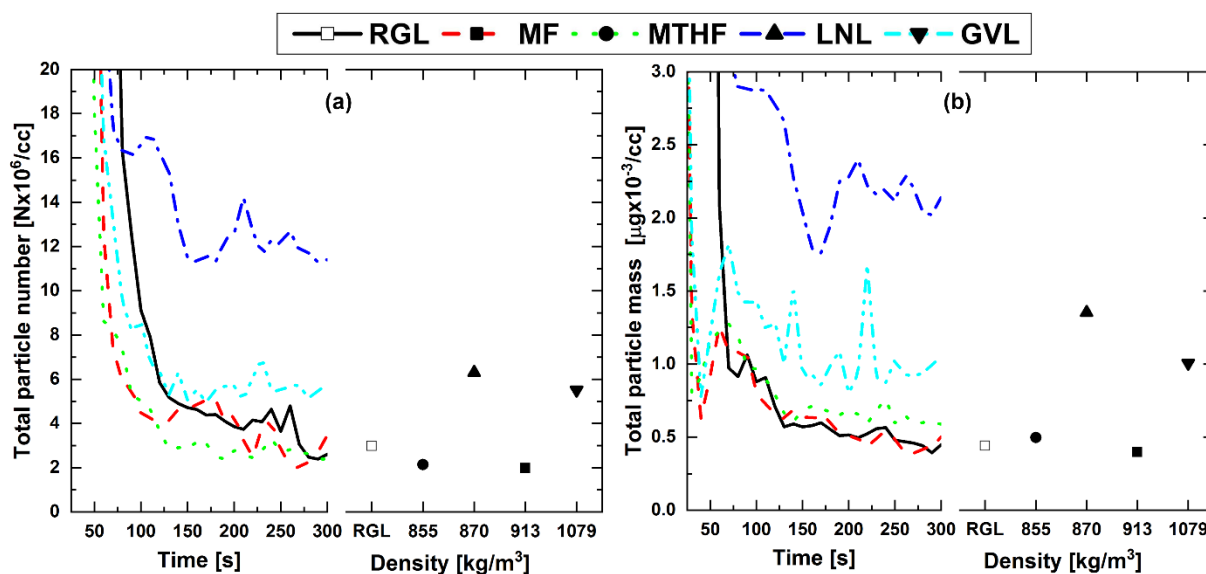 RGL MF MTHF LNL GVL
(a)
Total particle number [Nx10⁶/cc]
20
18
16
14
12
10
8
6
4
2
0
50 100 150 200 250 300
Time [s]
RGL 855 870 913 1079
Density [kg/m³]
(b)
Total particle mass [µgx10⁻³/cc]
3.0
2.5
2.0
1.5
1.0
0.5
0.0
50 100 150 200 250 300
Time [s]
RGL 855 870 913 1079
Density [kg/m³]